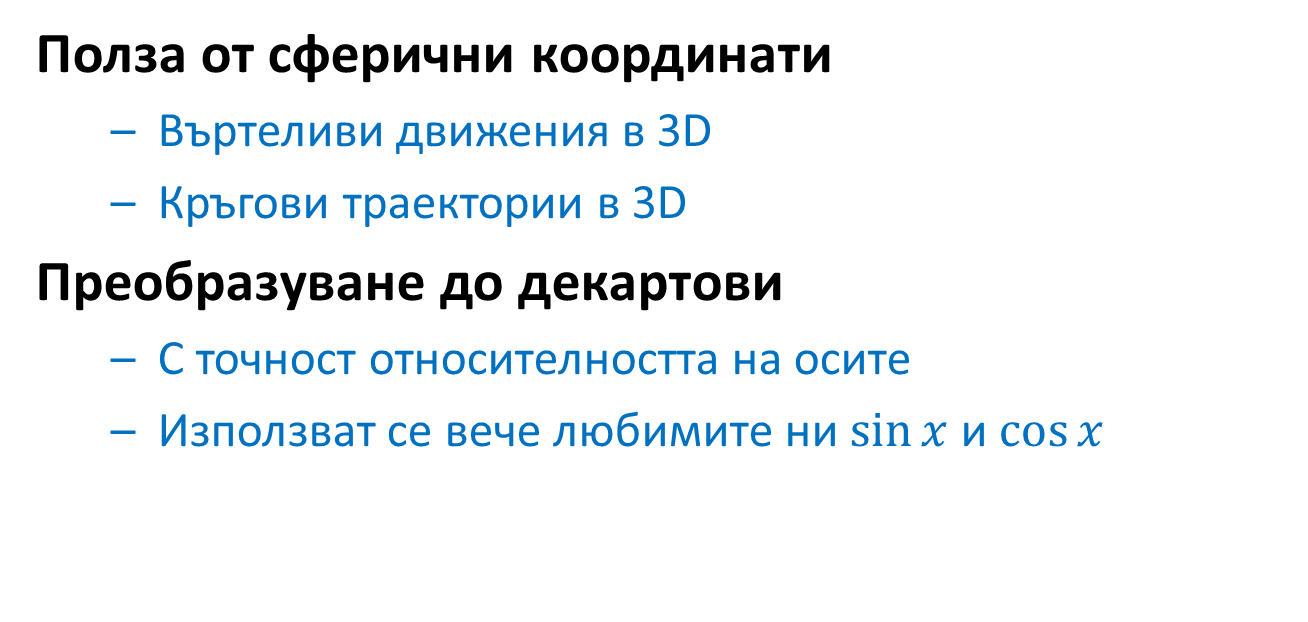 Полза от сферични координати
– Въртеливи движения в 3D
– Кръгови траектории в 3D
Преобразуване до декартови
– С точност относителността на осите
– Използват се вече любимите ни sin x и cos x